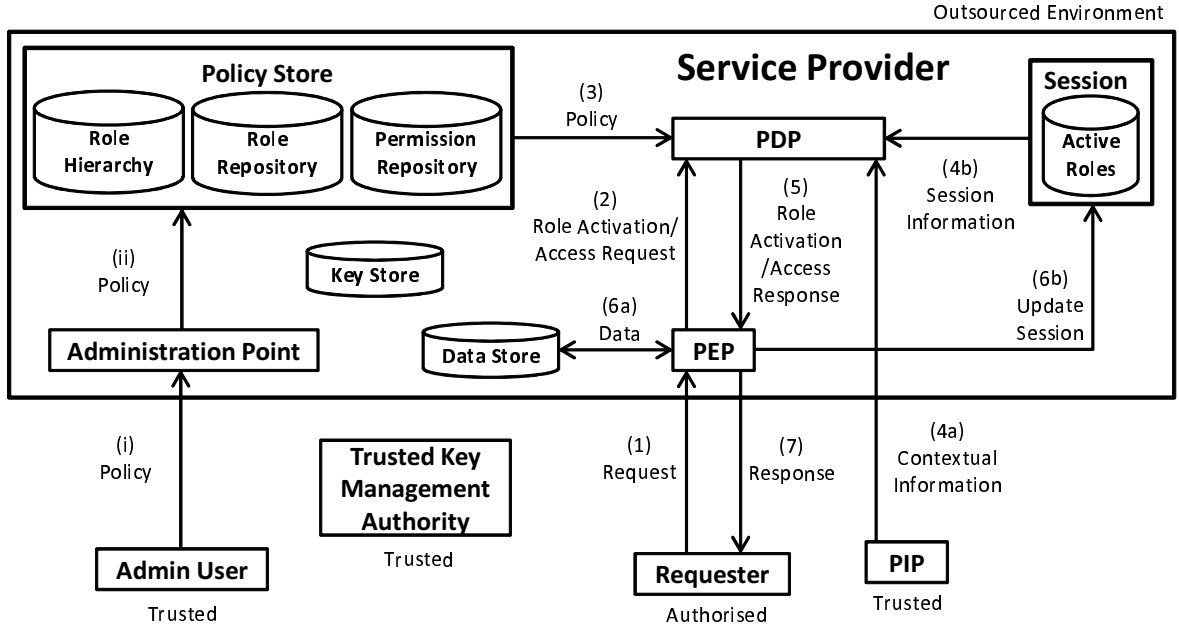 Outsourced Environment
Service Provider
Policy Store
Role
Hierarchy
Role
Repository
Permission
Repository
(3)
Policy
PDP
Session
Active
Roles
(4b)
Session
Information
(2)
Role Activation/
Access Request
(5)
Role
Activation
/Access
Response
(ii)
Policy
Key Store
(6a)
Data
(6b)
Update
Session
Administration Point
Data Store
PEP
(i)
Policy
Trusted Key
Management
Authority
Trusted
(1)
Request
(7)
Response
(4a)
Contextual
Information
Admin User
Trusted
Requester
Authorised
PIP
Trusted